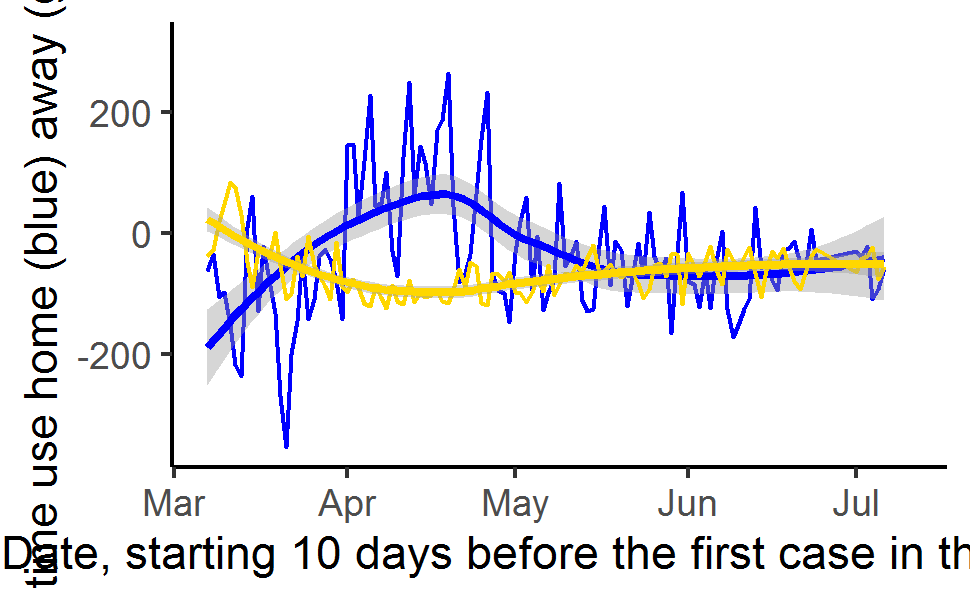 time use home (blue) away (
200
0
-200
Mar Apr May Jun Jul
Date, starting 10 days before the first case in th